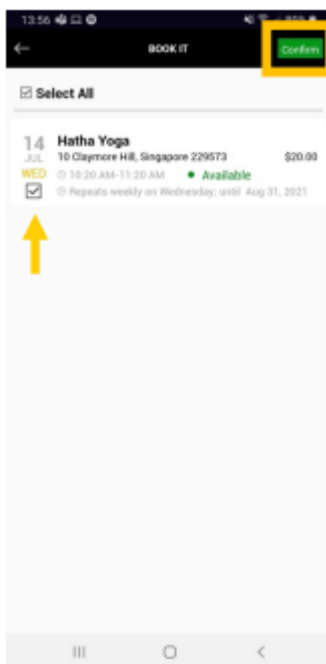 13:56
BOOK IT
Confirm
Select All
14
JUL
WED
Hatha Yoga
10 Claymore Hill, Singapore 229573
$20.00
10:20 AM-11:20 AM
Available
Repeats weekly on Wednesday; until Aug 31, 2021